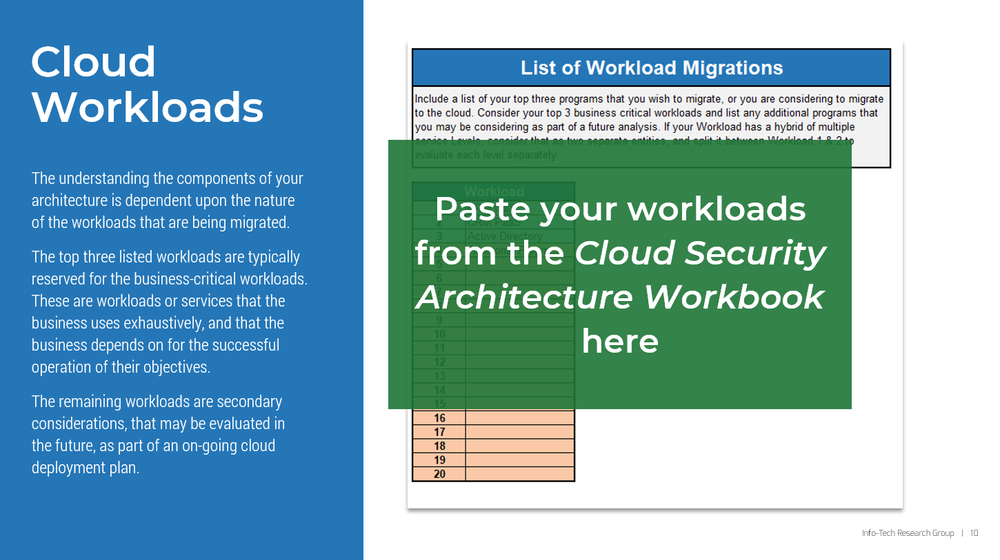 Cloud
Workloads
The understanding the components of your
architecture is dependent upon the nature
of the workloads that are being migrated.
The top three listed workloads are typically
reserved for the business-critical workloads.
These are workloads or services that the
business uses exhaustively, and that the
business depends on for the successful
operation of their objectives.
The remaining workloads are secondary
considerations, that may be evaluated in
the future, as part of an on-going cloud
deployment plan.
List of Workload Migrations
Include a list of your top three programs that you wish to migrate, or you are considering to migrate
to the cloud. Consider your top 3 business critical workloads and list any additional programs that
you may be considering as part of a future analysis. If your Workload has a hybrid of multiple
service Levels, consider that as two separate entities, and split it between Workload 1 & 2 to
evaluate each level separately.
Workload
Paste your workloads
from the Cloud Security
Architecture Workbook
here
2 CRM PaaS
3 Active Directory
5
6
7
9
10
11
12
13
14
15
16
17
18
19
20
Info-Tech Research Group | 10